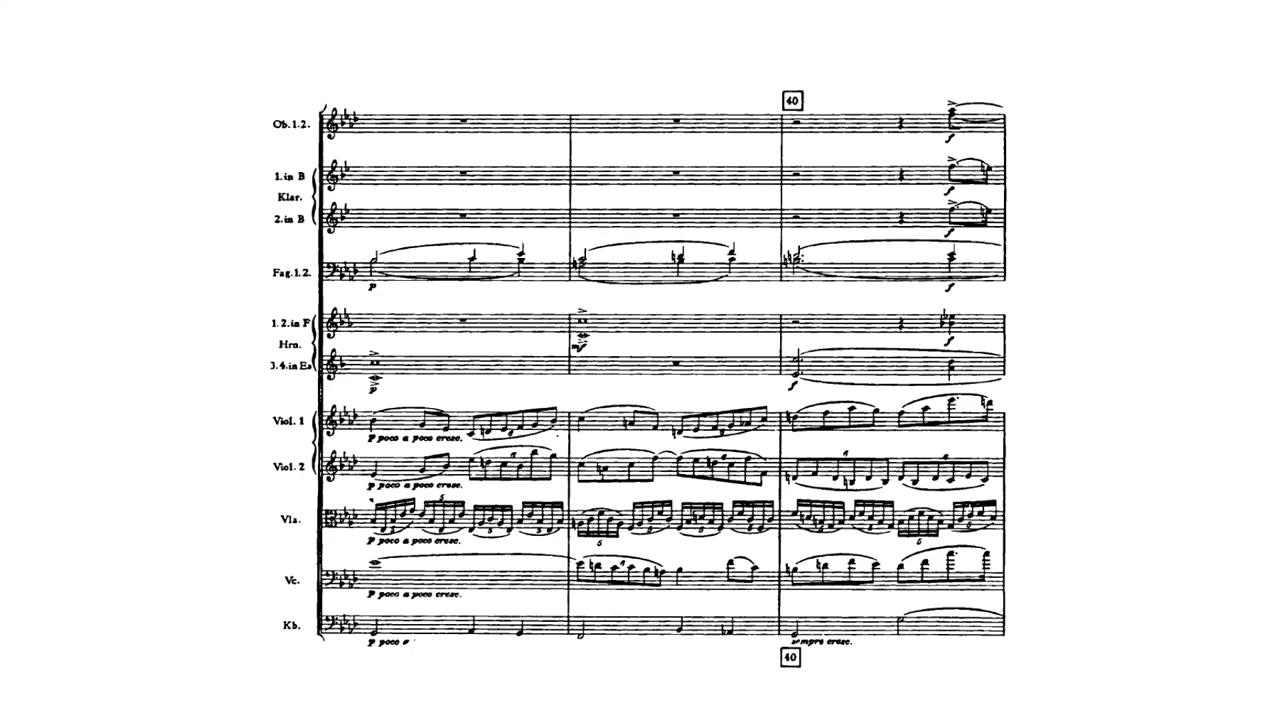 40
Ob.1.2.
1.in B
Klar.
2.in B
Fag.1.2.
p
f
1.2.in F
Hrn.
3.4.in Es
mf
p
f
Viol. 1
p poco a poco cresc.
Viol. 2
p poco a poco cresc.
5
Vla.
p poco a poco cresc.
Vc.
p poco a poco cresc.
Kb.
p poco
cresc.
40